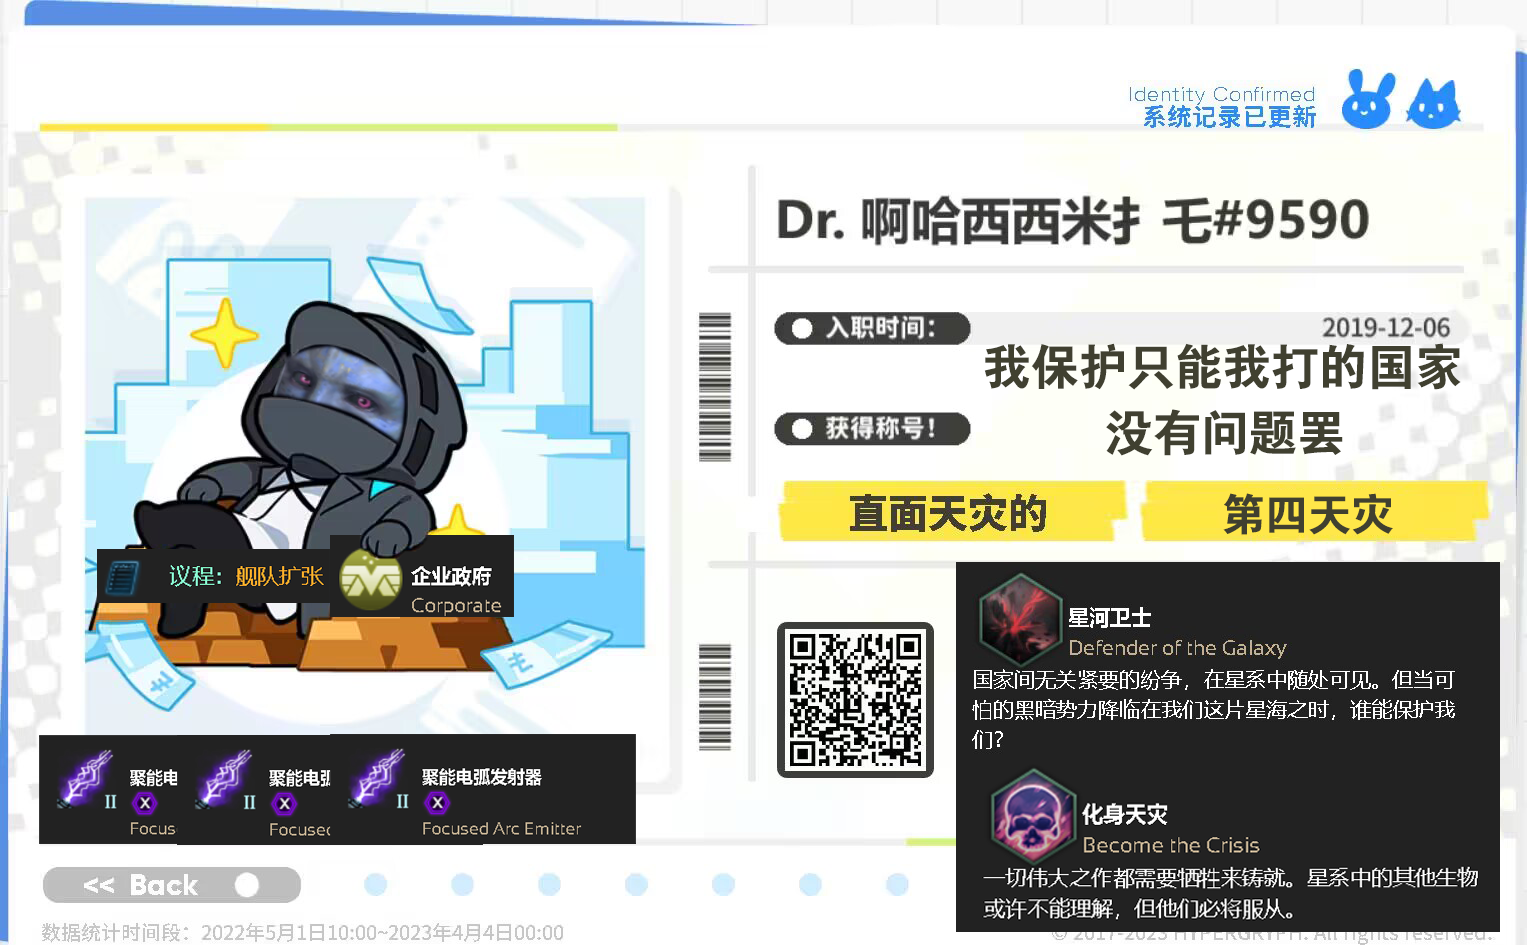 Identity Confirmed
系统记录已更新
Dr. 啊哈西西米扌乇#9590
入职时间：
2019-12-06
我保护只能我打的国家
没有问题罢
获得称号！
直面天灾的
第四天灾
议程：舰队扩张
企业政府
Corporate
星河卫士
Defender of the Galaxy
国家间无关紧要的纷争，在星系中随处可见。但当可
怕的黑暗势力降临在我们这片星海之时，谁能保护我
们？
化身天灾
Become the Crisis
一切伟大之作都需要牺牲来铸就。星系中的其他生物
或许不能理解，但他们必将服从。
聚能电
II X
Focus
聚能电弧
II X
Focused
聚能电弧发射器
II X
Focused Arc Emitter
<< Back
数据统计时间段：2022年5月1日10:00~2023年4月4日00:00
© 2017-2023 HYPERGRYPH. All rights reserved.